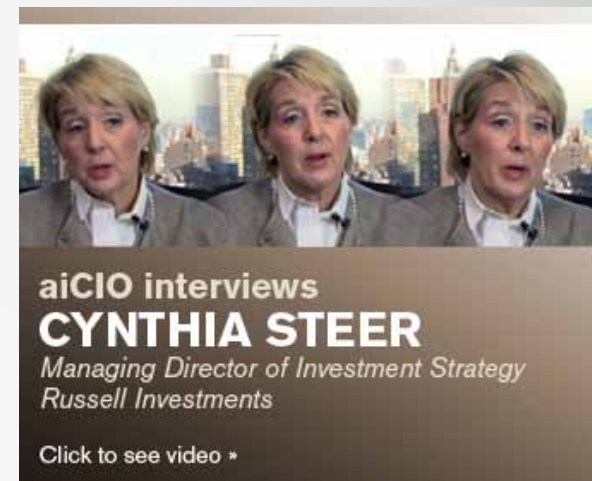 aiCIO interviews
CYNTHIA STEER
Managing Director of Investment Strategy
Russell Investments
Click to see video »